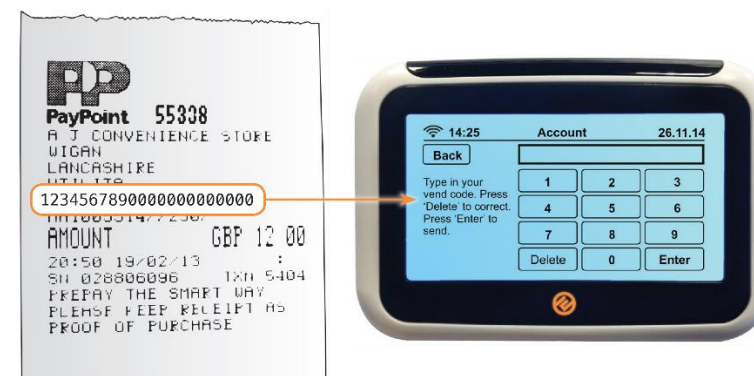 PayPoint 55338
A J CONVENIENCE STORE
WIGAN
LANCASHIRE
UTILITA
12345678900000000000000
AMOUNT GBP 12 00
20:50 19/02/13 :
SN 028806096 TXN 5404
PREPAY THE SMART WAY
PLEASE KEEP RECEIPT AS
PROOF OF PURCHASE
14:25 Account 26.11.14
Back
Type in your
vend code. Press
'Delete' to correct.
Press 'Enter' to
send.
1 2 3
4 5 6
7 8 9
Delete 0 Enter